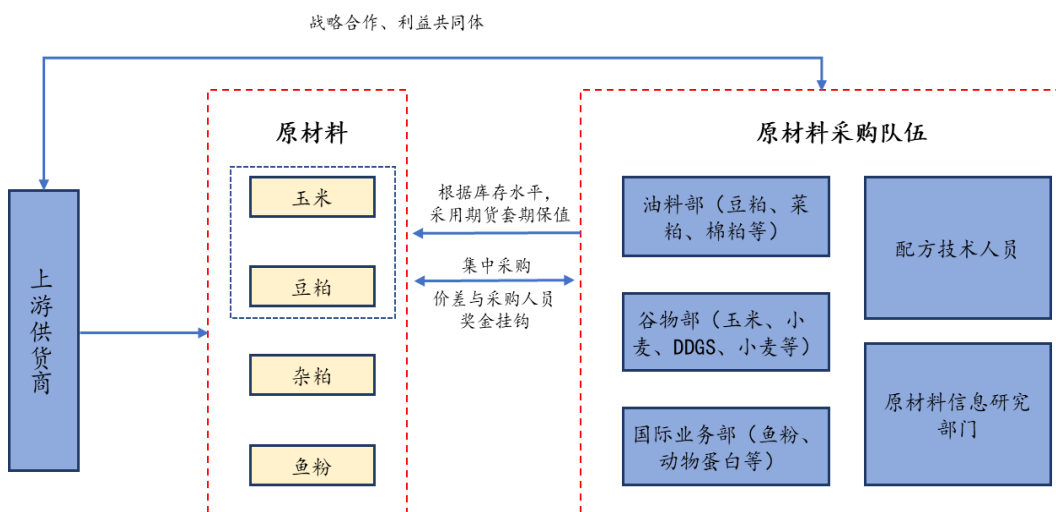 战略合作、利益共同体
上游供货商
原材料
玉米
豆粕
杂粕
鱼粉
根据库存水平，
采用期货套期保值
集中采购
价差与采购人员
奖金挂钩
原材料采购队伍
油料部（豆粕、菜
粕、棉粕等）
谷物部（玉米、小
麦、DDGS、小麦等）
国际业务部（鱼粉、
动物蛋白等）
配方技术人员
原材料信息研究
部门